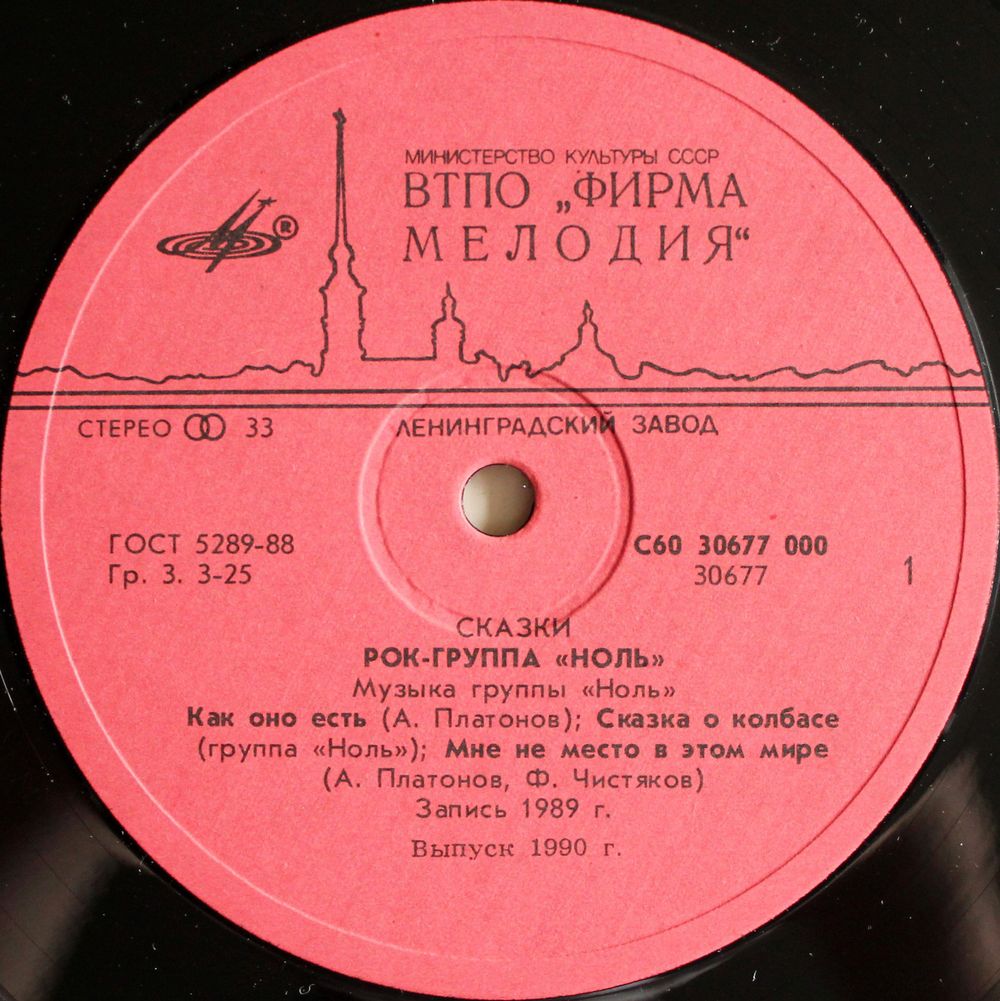 МИНИСТЕРСТВО КУЛЬТУРЫ СССР
ВТПО „ФИРМА
МЕЛОДИЯ“
®
СТЕРЕО 33
ЛЕНИНГРАДСКИЙ ЗАВОД
ГОСТ 5289-88
Гр. 3. 3-25
С60 30677 000
30677
1
СКАЗКИ
РОК-ГРУППА «НОЛЬ»
Музыка группы «Ноль»
Как оно есть (А. Платонов); Сказка о колбасе
(группа «Ноль»); Мне не место в этом мире
(А. Платонов, Ф. Чистяков)
Запись 1989 г.
Выпуск 1990 г.